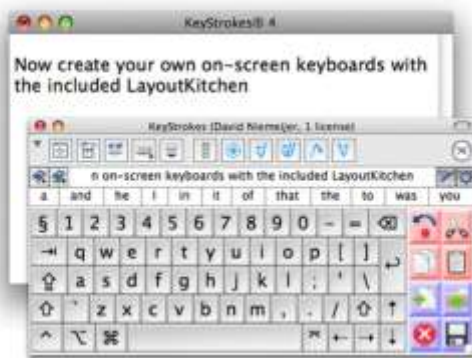 KeyStrokes® 4
Now create your own on-screen keyboards with
the included LayoutKitchen
KeyStrokes (David Niemeijer, 1 license)
n on-screen keyboards with the included LayoutKitchen
a and he I in it of that the to was you
§ 1 2 3 4 5 6 7 8 9 0 - = ⌫
⇥ q w e r t y u i o p [ ]
⇪ a s d f g h j k l ; ' \
⇧ ` z x c v b n m , . / ⇧ ↑
^ ⌥ ⌘ ← → ↓